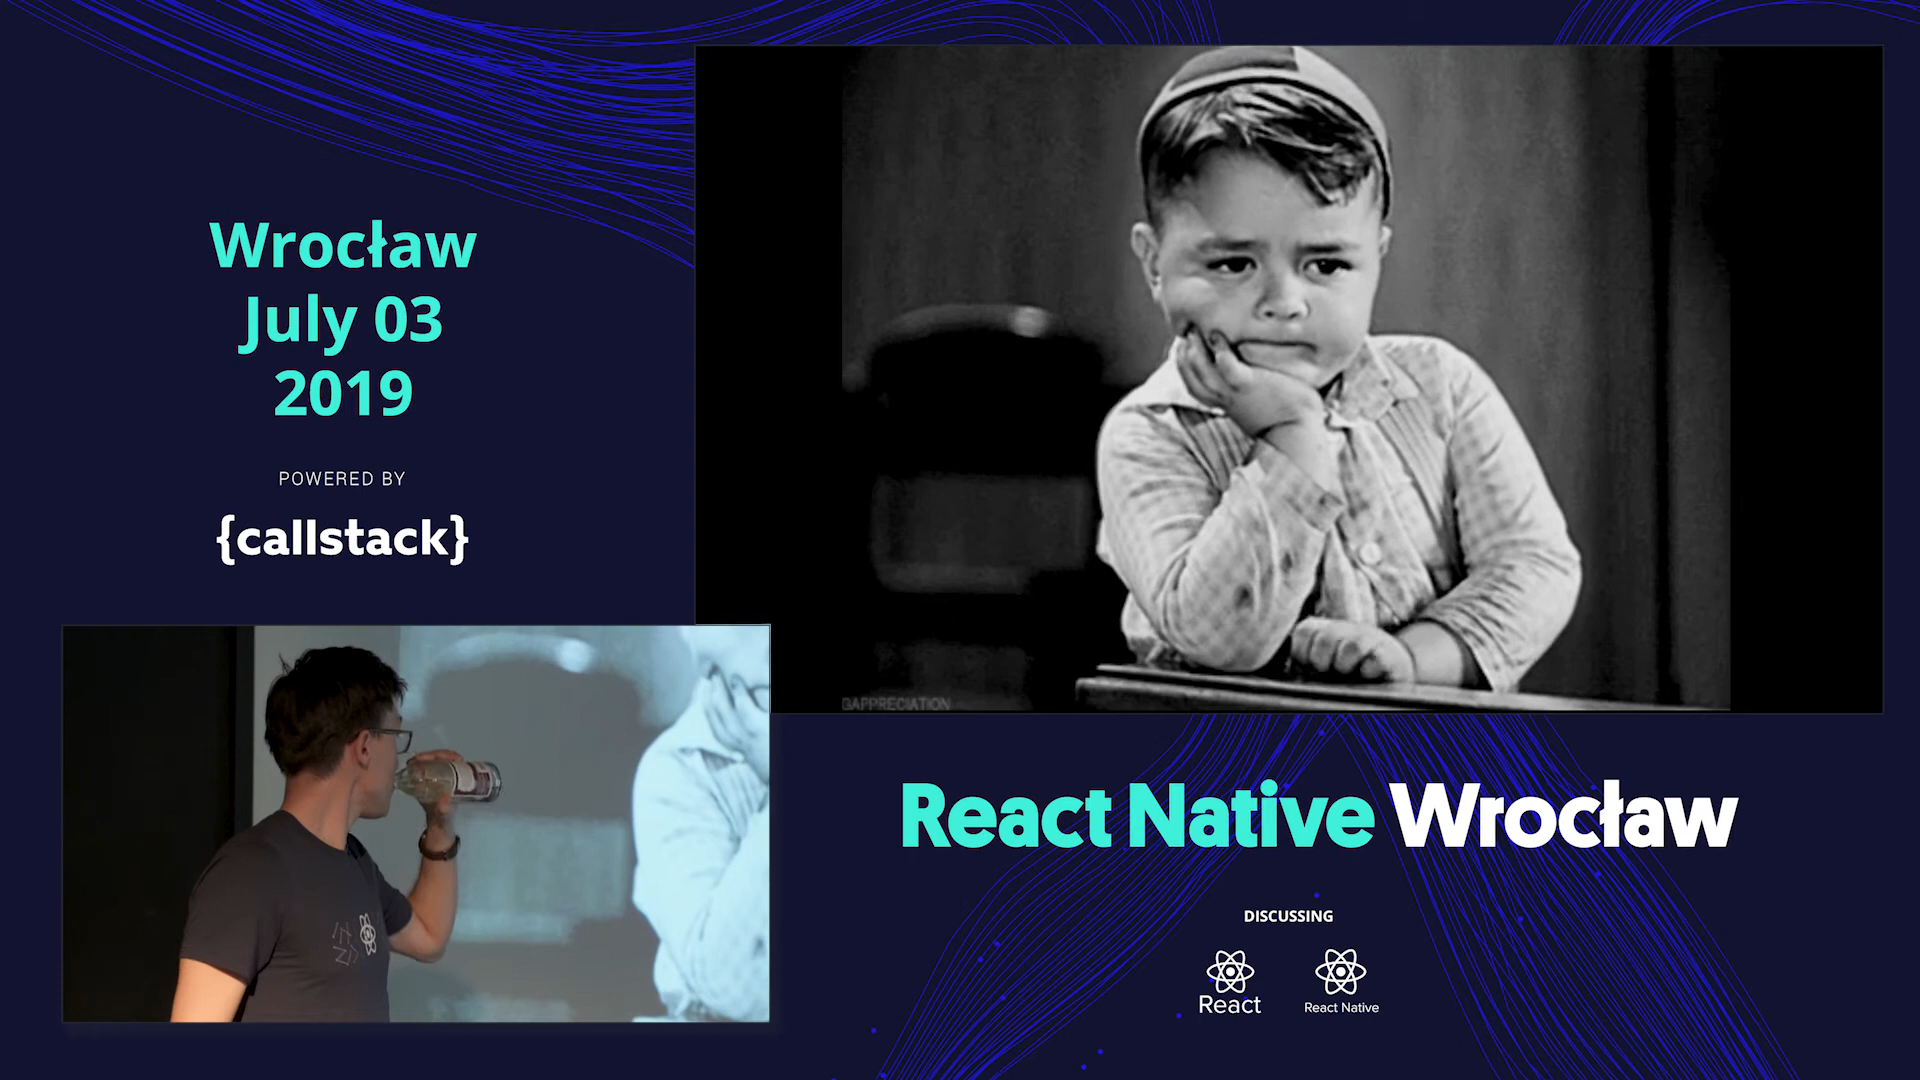 Wrocław
July 03
2019
POWERED BY
{callstack}
GAPPRECIATION
React Native Wrocław
DISCUSSING
React
React Native